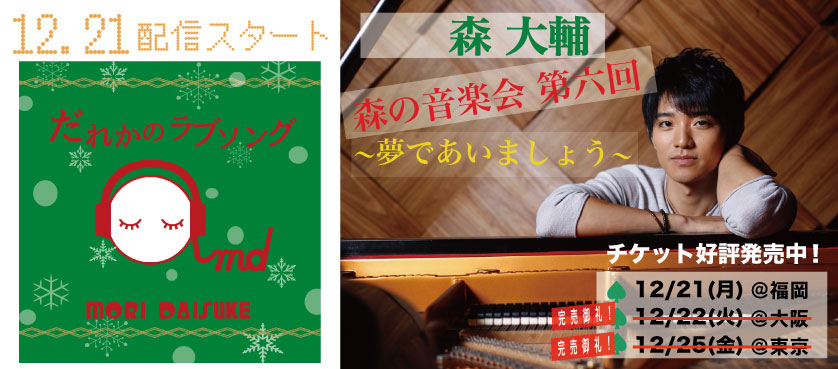 12.21配信スタート
だれかのラブソング
md
MORI DAISUKE
森 大輔
森の音楽会 第六回
~夢であいましょう~
チケット好評発売中!
12/21(月) @福岡
完売御礼! 12/22(火) @大阪
完売御礼! 12/25(金) @東京